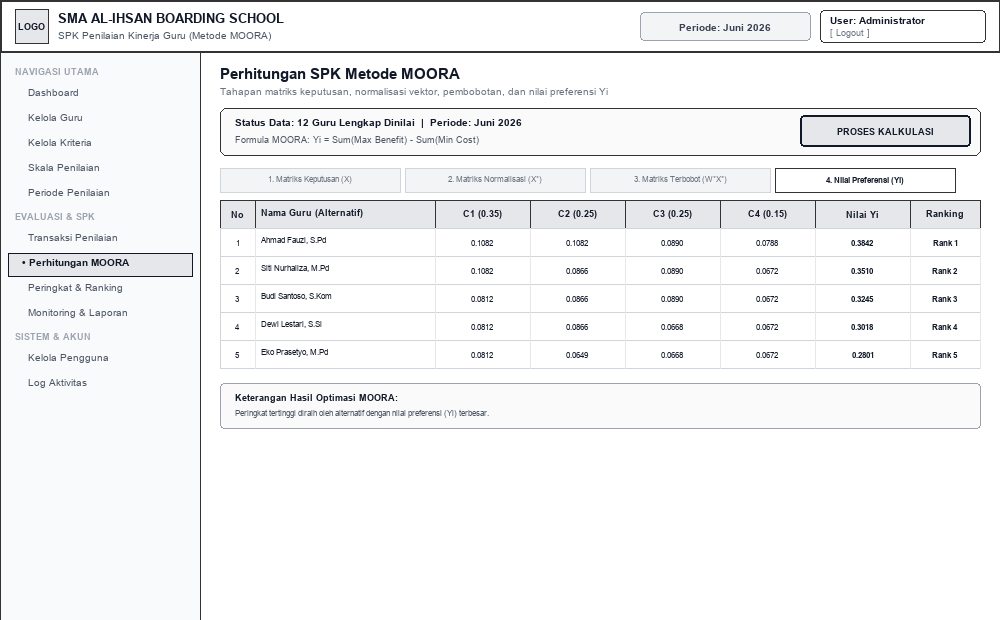 LOGO
SMA AL-IHSAN BOARDING SCHOOL
SPK Penilaian Kinerja Guru (Metode MOORA)
Periode: Juni 2026
User: Administrator
[ Logout ]
NAVIGASI UTAMA
Dashboard
Kelola Guru
Kelola Kriteria
Skala Penilaian
Periode Penilaian
EVALUASI & SPK
Transaksi Penilaian
• Perhitungan MOORA
Peringkat & Ranking
Monitoring & Laporan
SISTEM & AKUN
Kelola Pengguna
Log Aktivitas
Perhitungan SPK Metode MOORA
Tahapan matriks keputusan, normalisasi vektor, pembobotan, dan nilai preferensi Yi
Status Data: 12 Guru Lengkap Dinilai | Periode: Juni 2026
Formula MOORA: Yi = Sum(Max Benefit) - Sum(Min Cost)
PROSES KALKULASI
1. Matriks Keputusan (X) 2. Matriks Normalisasi (X*) 3. Matriks Terbobot (W*X*) 4. Nilai Preferensi (Yi)
No Nama Guru (Alternatif) C1 (0.35) C2 (0.25) C3 (0.25) C4 (0.15) Nilai Yi Ranking
1 Ahmad Fauzi, S.Pd 0.1082 0.1082 0.0890 0.0788 0.3842 Rank 1
2 Siti Nurhaliza, M.Pd 0.1082 0.0866 0.0890 0.0672 0.3510 Rank 2
3 Budi Santoso, S.Kom 0.0812 0.0866 0.0890 0.0672 0.3245 Rank 3
4 Dewi Lestari, S.Si 0.0812 0.0866 0.0668 0.0672 0.3018 Rank 4
5 Eko Prasetyo, M.Pd 0.0812 0.0649 0.0668 0.0672 0.2801 Rank 5
Keterangan Hasil Optimasi MOORA:
Peringkat tertinggi diraih oleh alternatif dengan nilai preferensi (Yi) terbesar.